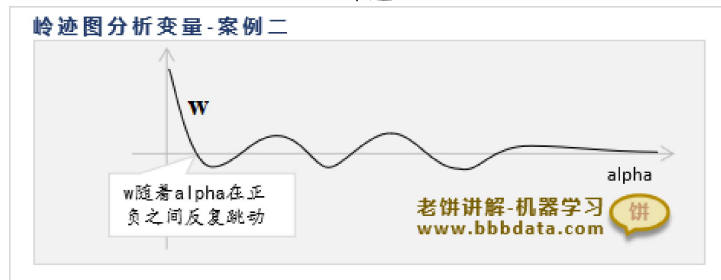 岭迹图分析变量-案例二
w
alpha
w随着alpha在正
负之间反复跳动
老饼讲解-机器学习
www.bbbdata.com
饼